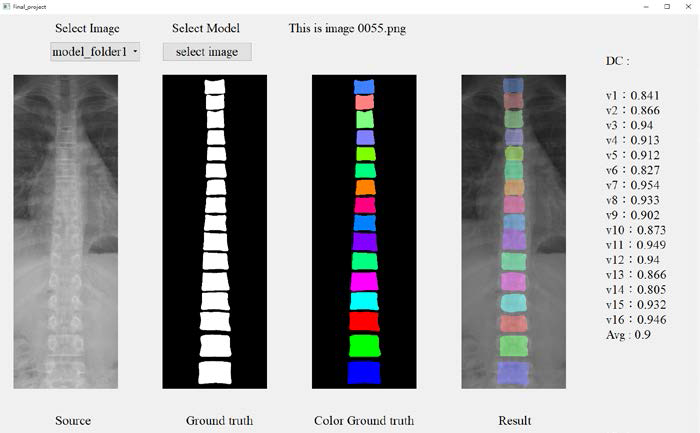 Final_project
Select Image
Select Model
This is image 0055.png
model_folder1
select image
DC :
v1：0.841
v2：0.866
v3：0.94
v4：0.913
v5：0.912
v6：0.827
v7：0.954
v8：0.933
v9：0.902
v10：0.873
v11：0.949
v12：0.94
v13：0.866
v14：0.805
v15：0.932
v16：0.946
Avg : 0.9
Source
Ground truth
Color Ground truth
Result